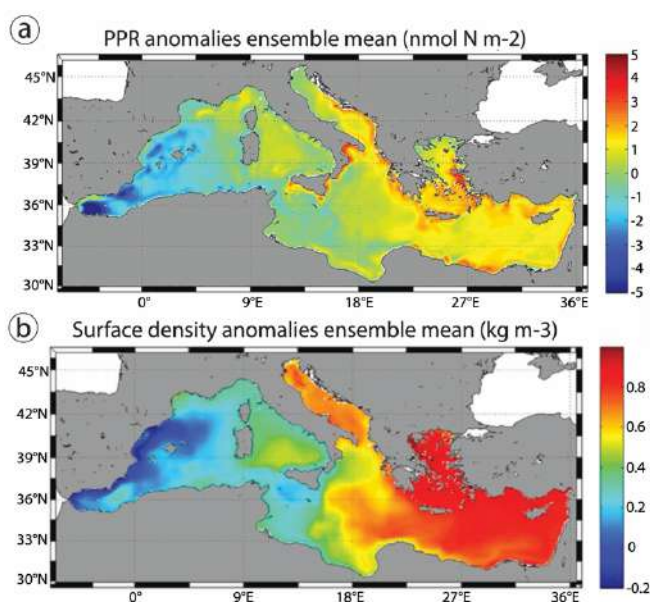 a
PPR anomalies ensemble mean (nmol N m-2)
45°N
42°N
39°N
36°N
33°N
30°N
0°
9°E
18°E
27°E
36°E
5
4
3
2
1
0
-1
-2
-3
-4
-5
b
Surface density anomalies ensemble mean (kg m-3)
45°N
42°N
39°N
36°N
33°N
30°N
0°
9°E
18°E
27°E
36°E
0.8
0.6
0.4
0.2
0
-0.2